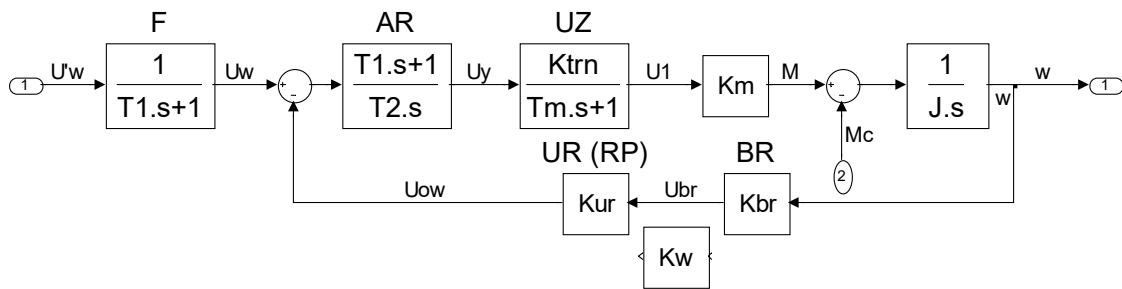 F
AR
UZ
1
U'w
1
T1.s+1
Uw
+
-
T1.s+1
T2.s
Uy
Ktrn
Tm.s+1
U1
Km
M
+
-
1
J.s
w
w
1
Mc
2
UR (RP)
BR
Uow
Kur
Ubr
Kbr
Kw